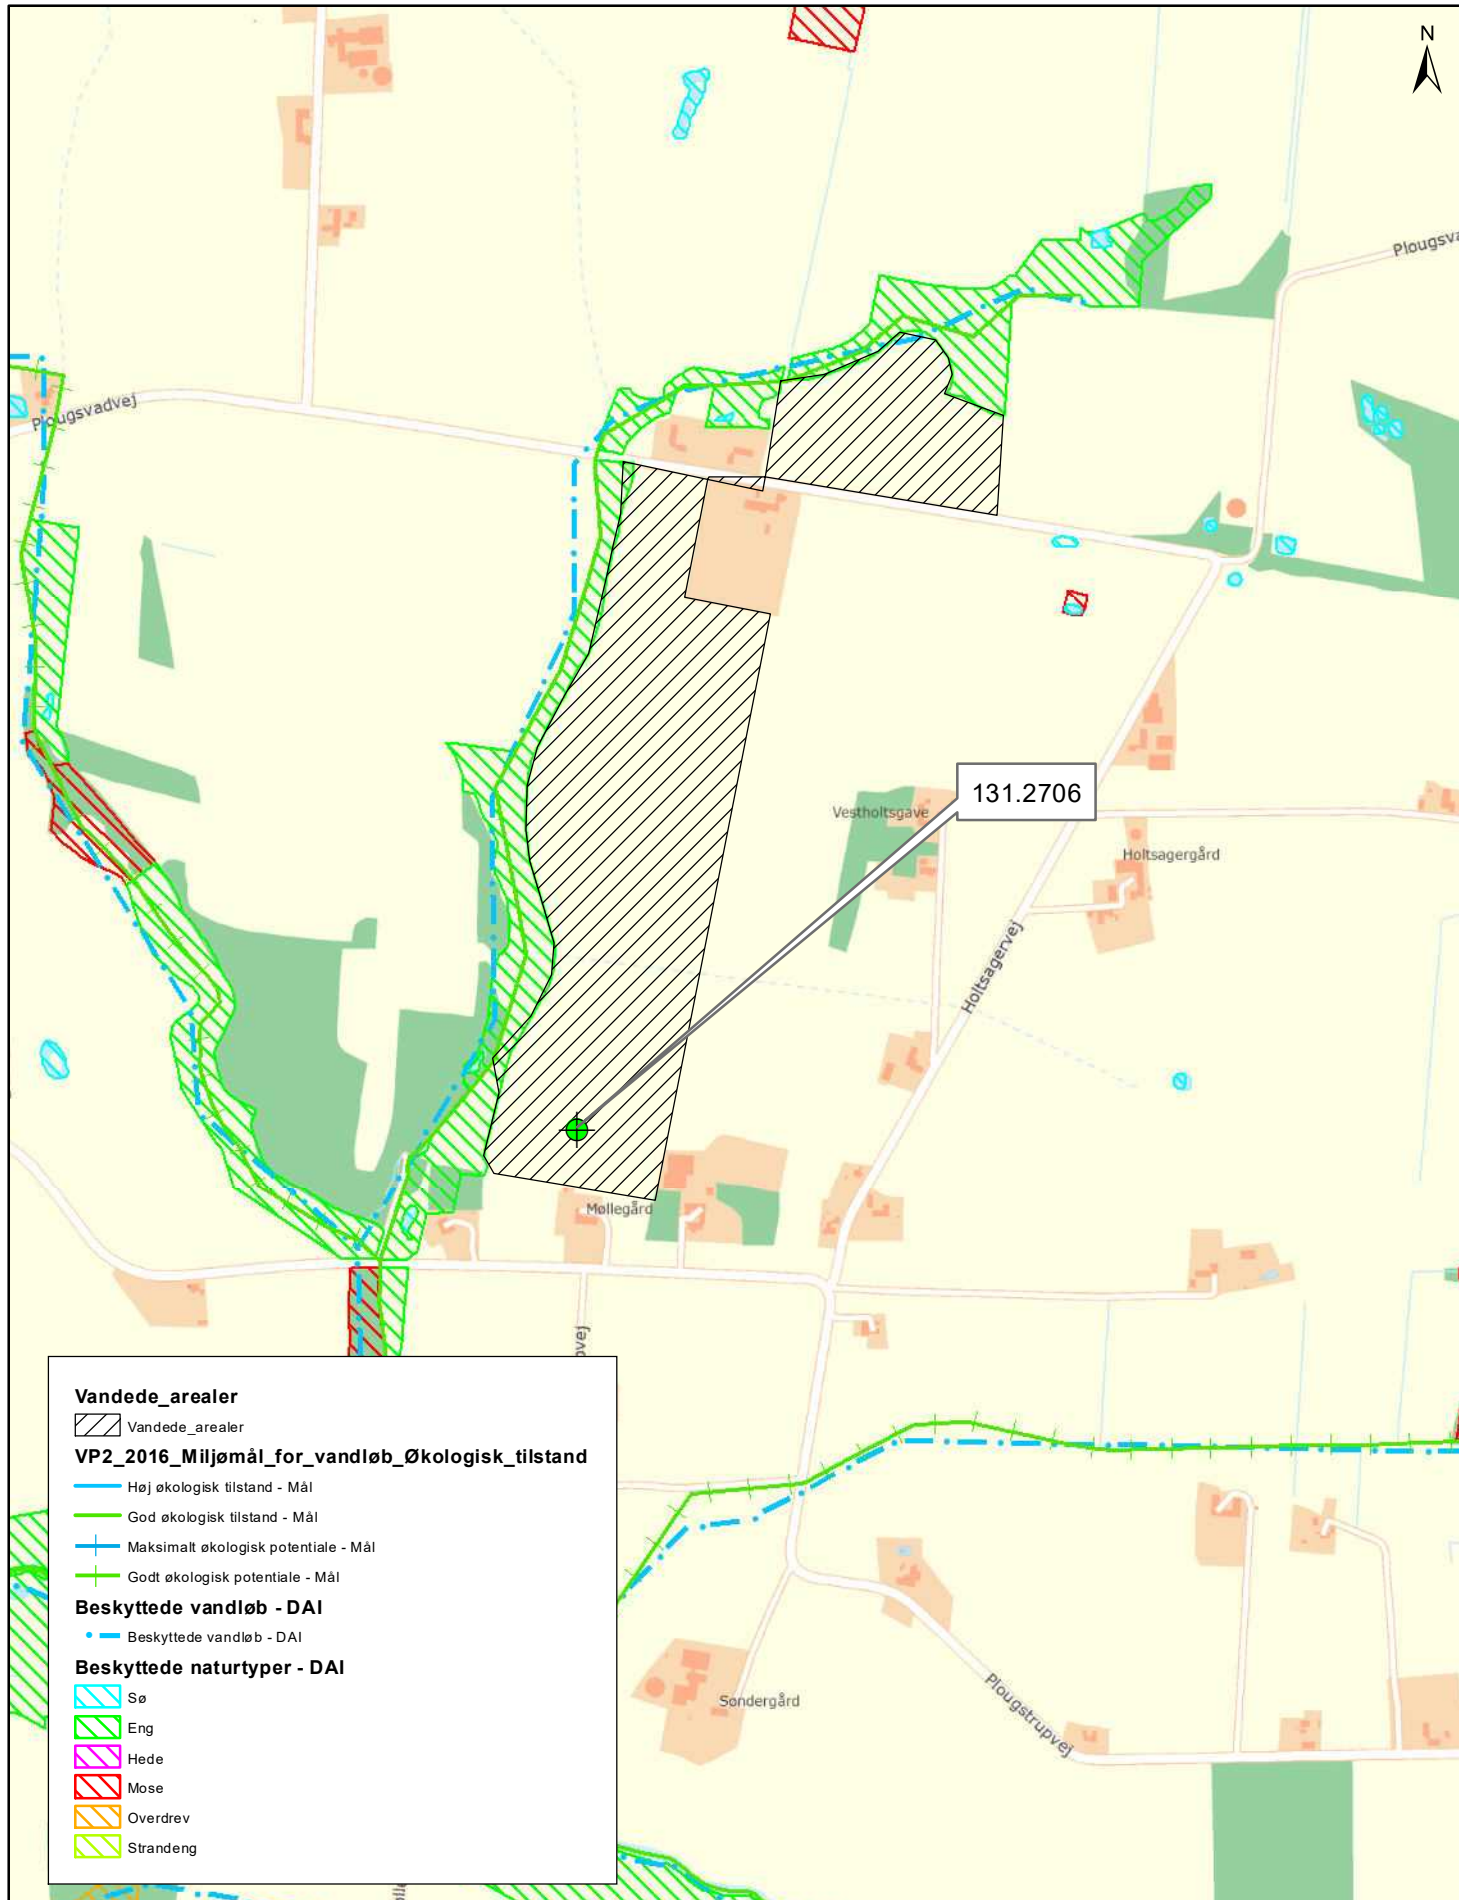 N
Plougsva
Plougsvadvej
131.2706
Vestholtsgave
Holtsagergård
Holtsagervej
Møllegård
Vandede_arealer
Vandede_arealer
VP2_2016_Miljømål_for_vandløb_Økologisk_tilstand
Høj økologisk tilstand - Mål
God økologisk tilstand - Mål
Maksimalt økologisk potentiale - Mål
Godt økologisk potentiale - Mål
Beskyttede vandløb - DAI
Beskyttede vandløb - DAI
Beskyttede naturtyper - DAI
Sø
Eng
Hede
Mose
Overdrev
Strandeng
Søndergård
Plougstrupvej